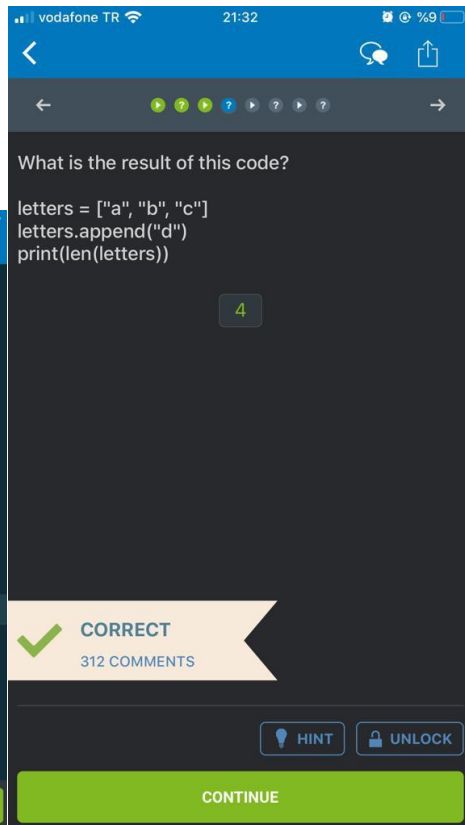 vodafone TR 21:32 %9
What is the result of this code?
letters = ["a", "b", "c"]
letters.append("d")
print(len(letters))
4
CORRECT
312 COMMENTS
HINT UNLOCK
CONTINUE